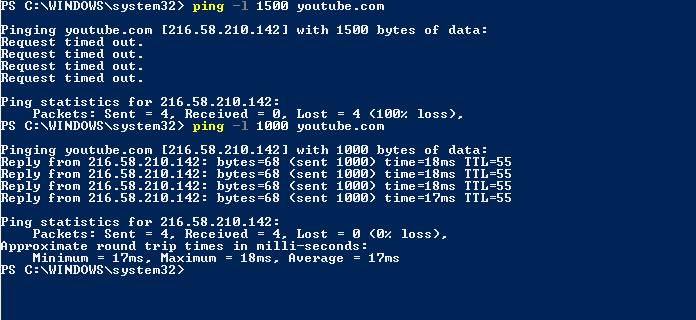 PS C:\WINDOWS\system32> ping -l 1500 youtube.com
Pinging youtube.com [216.58.210.142] with 1500 bytes of data:
Request timed out.
Request timed out.
Request timed out.
Request timed out.
Ping statistics for 216.58.210.142:
    Packets: Sent = 4, Received = 0, Lost = 4 (100% loss),
PS C:\WINDOWS\system32> ping -l 1000 youtube.com
Pinging youtube.com [216.58.210.142] with 1000 bytes of data:
Reply from 216.58.210.142: bytes=68 (sent 1000) time=18ms TTL=55
Reply from 216.58.210.142: bytes=68 (sent 1000) time=18ms TTL=55
Reply from 216.58.210.142: bytes=68 (sent 1000) time=18ms TTL=55
Reply from 216.58.210.142: bytes=68 (sent 1000) time=17ms TTL=55
Ping statistics for 216.58.210.142:
    Packets: Sent = 4, Received = 4, Lost = 0 (0% loss),
Approximate round trip times in milli-seconds:
    Minimum = 17ms, Maximum = 18ms, Average = 17ms
PS C:\WINDOWS\system32>